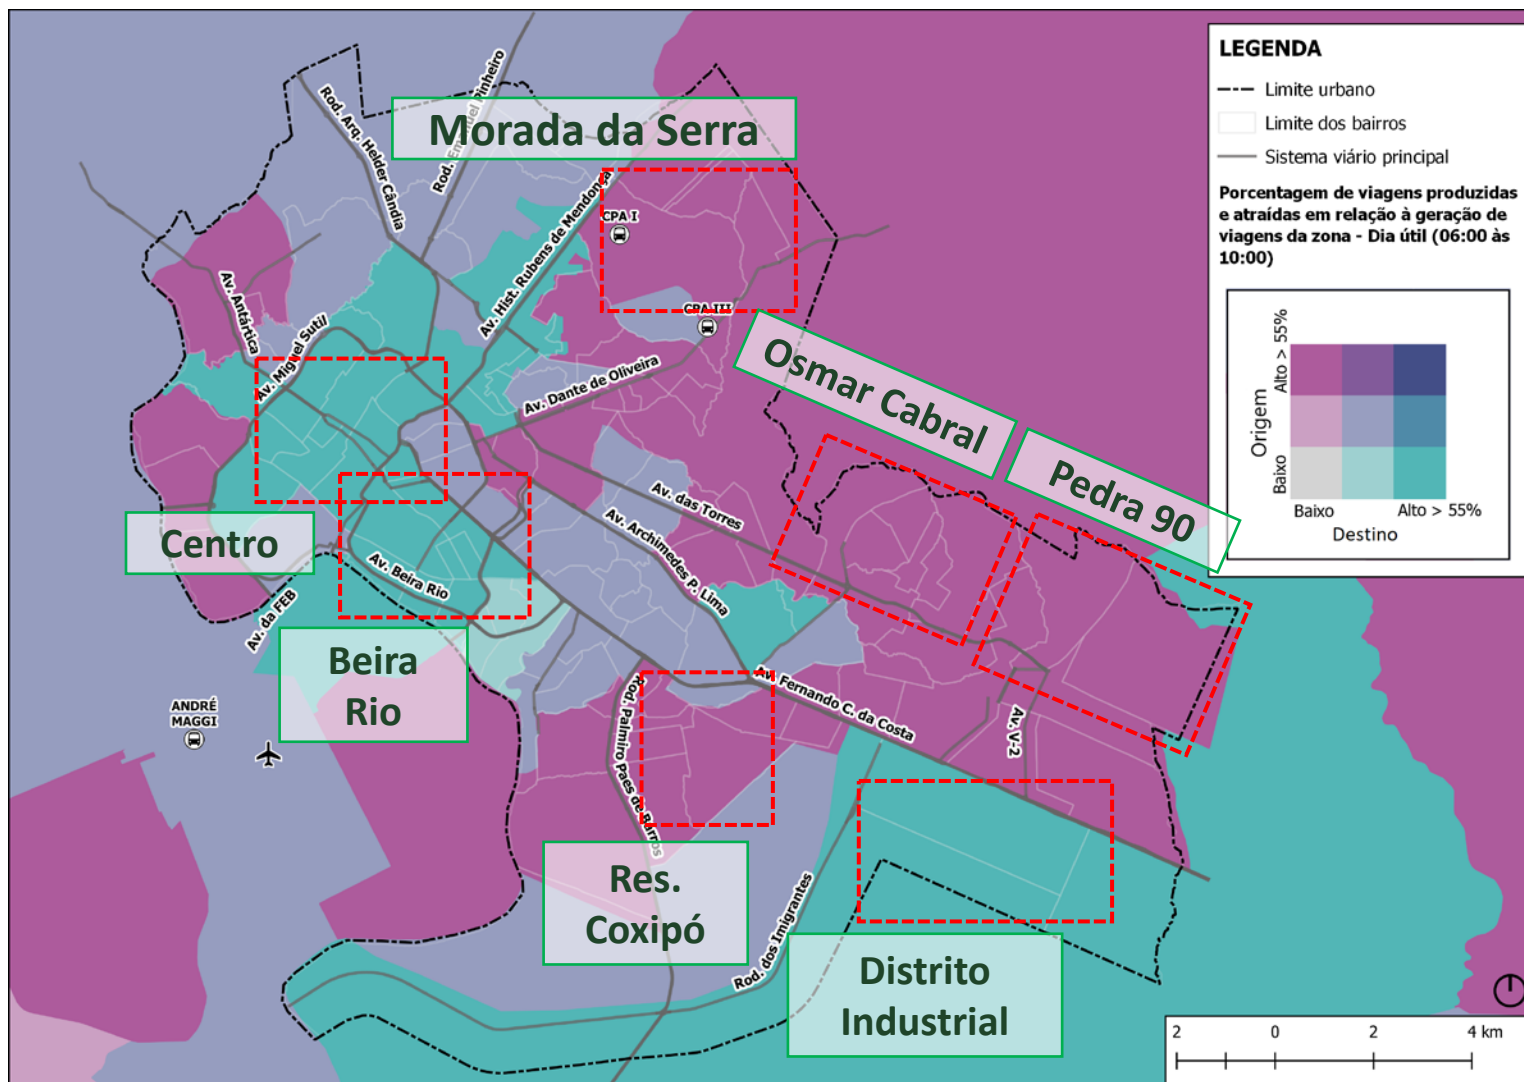 LEGENDA
Limite urbano
Limite dos bairros
Sistema viário principal
Porcentagem de viagens produzidas
e atraídas em relação à geração de
viagens da zona - Dia útil (06:00 às
10:00)
Alto > 55%
Origem
Baixo
Baixo
Alto > 55%
Destino
Rod. Arq. Helder Cândia
Rod. Emanuel Pinheiro
Morada da Serra
Av. Hist. Rubens de Mendonça
CPA I
CPA III
Av. Antártica
Av. Miguel Sutil
Av. Dante de Oliveira
Osmar Cabral
Pedra 90
Av. das Torres
Av. Archimedes P. Lima
Centro
Av. Beira Rio
Av. da FEB
Beira
Rio
ANDRÉ
MAGGI
Av. Fernando C. da Costa
Av. V-2
Rod. Palmiro Paes de Barros
Res.
Coxipó
Rod. dos Imigrantes
Distrito
Industrial
2 0 2 4 km